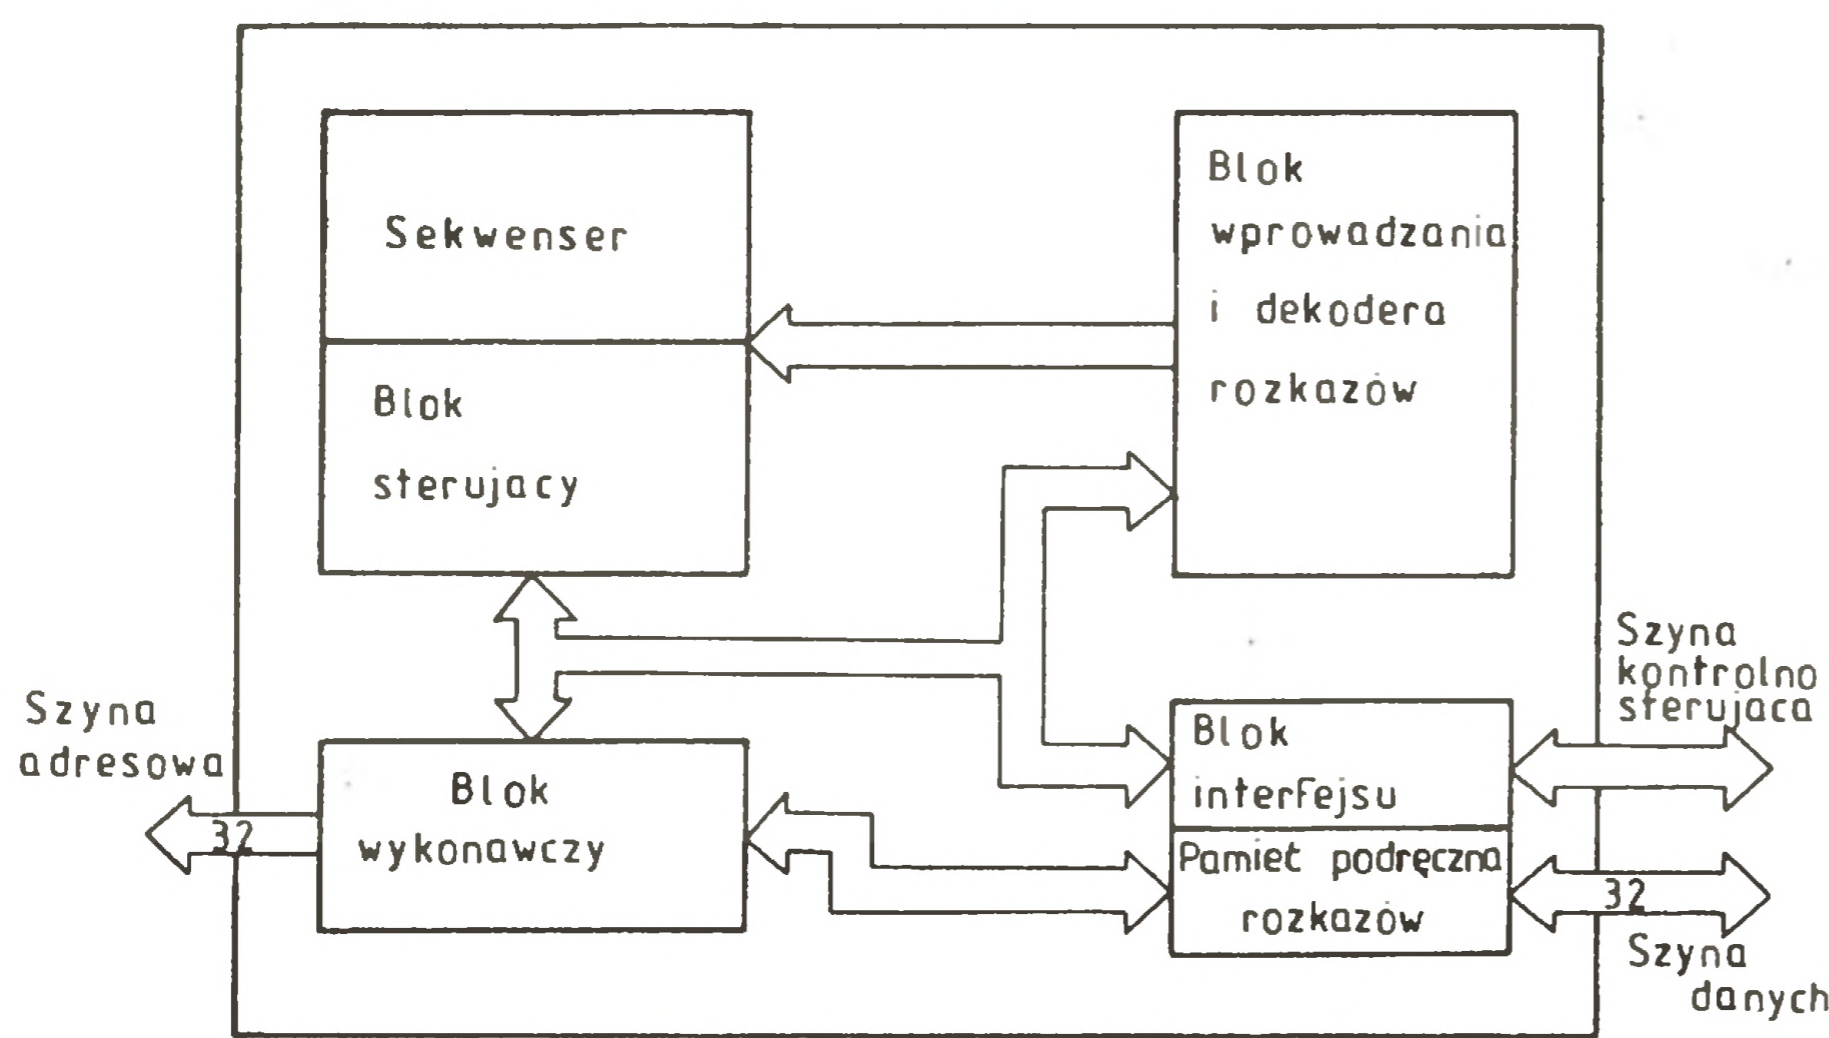 Sekwenser
Blok
sterujacy
Blok
wprowadzania
i dekodera
rozkazów
Szyna
adresowa
32
Blok
wykonawczy
Blok
interfejsu
Pamięt podręczna
rozkazów
Szyna
kontrolno
sterujaca
32
Szyna
danych